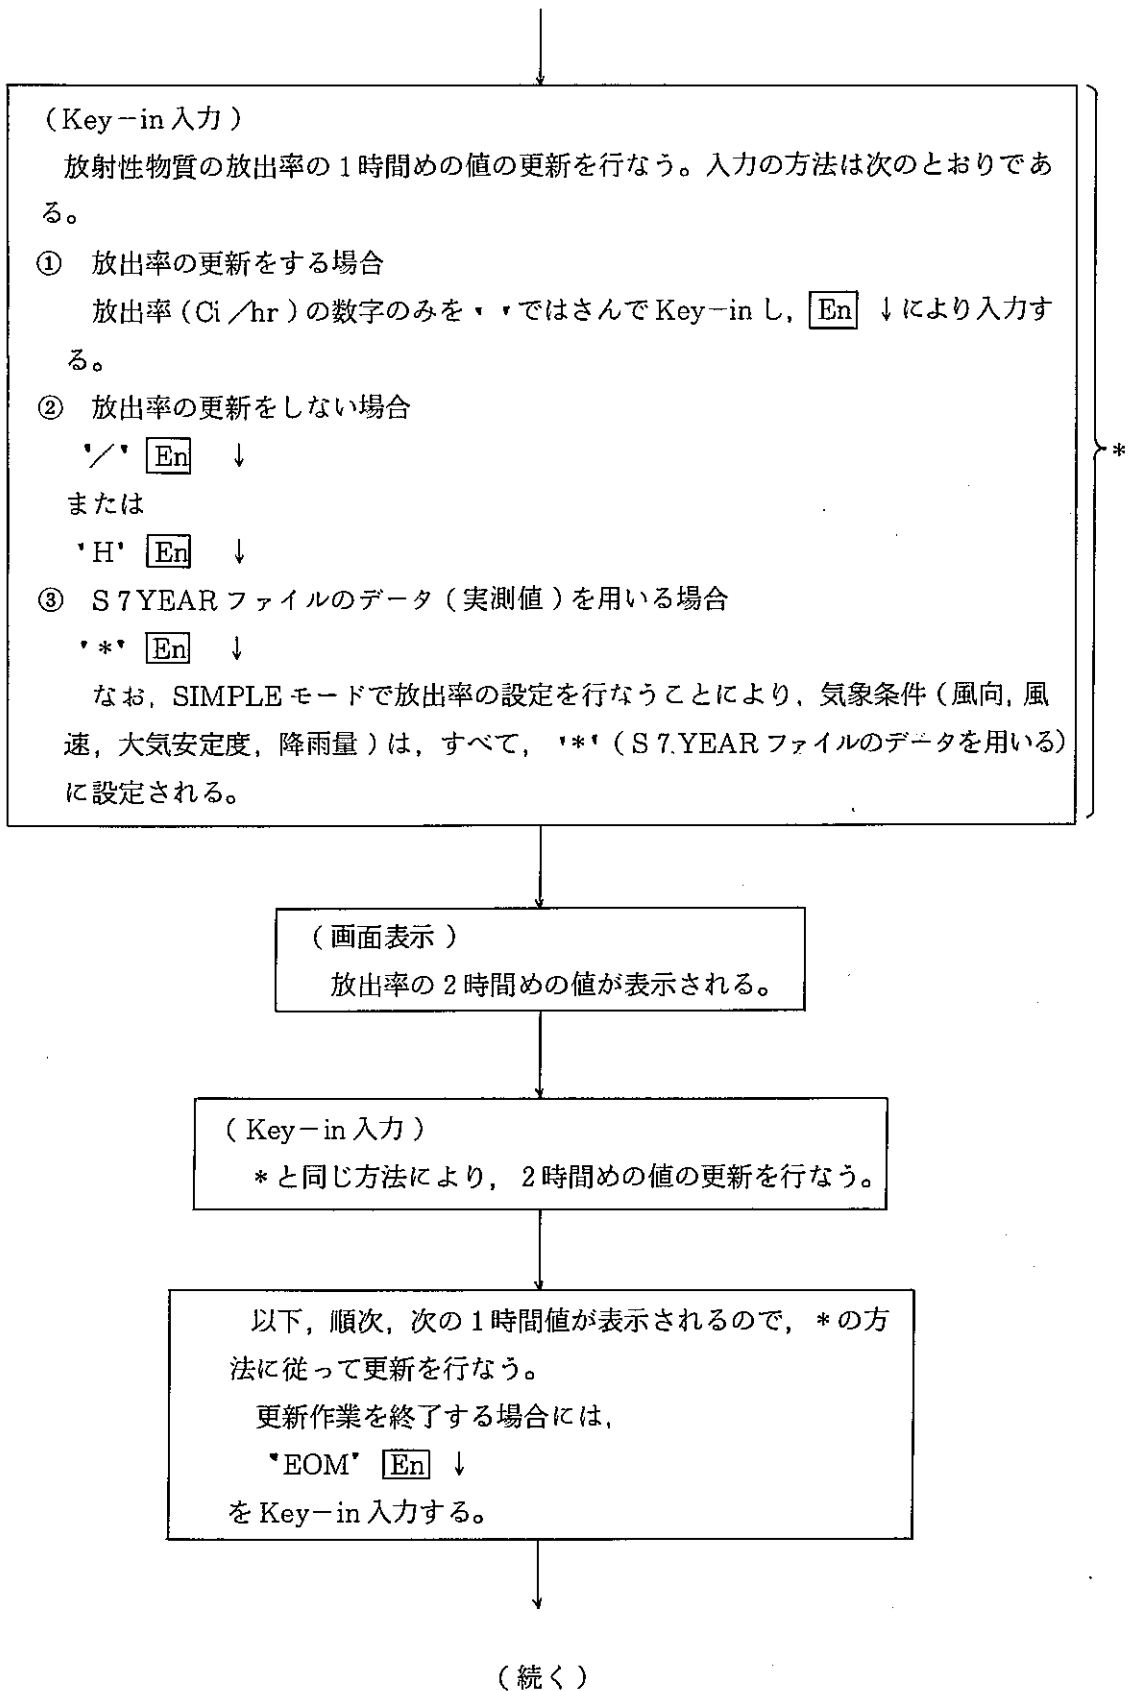 （Key－in入力）
放射性物質の放出率の1時間めの値の更新を行なう。入力の方法は次のとおりであ
る。
① 放出率の更新をする場合
放出率（Ci／hr）の数字のみを' 'ではさんでKey－inし，En ↓により入力す
る。
② 放出率の更新をしない場合
'／' En ↓
または
'H' En ↓
③ S7YEARファイルのデータ（実測値）を用いる場合
'*' En ↓
なお，SIMPLEモードで放出率の設定を行なうことにより，気象条件（風向，風
速，大気安定度，降雨量）は，すべて，'*'（S7.YEARファイルのデータを用いる）
に設定される。
*
（画面表示）
放出率の2時間めの値が表示される。
（Key－in入力）
*と同じ方法により，2時間めの値の更新を行なう。
以下，順次，次の1時間値が表示されるので，*の方
法に従って更新を行なう。
更新作業を終了する場合には，
'EOM' En ↓
をKey－in入力する。
（続く）